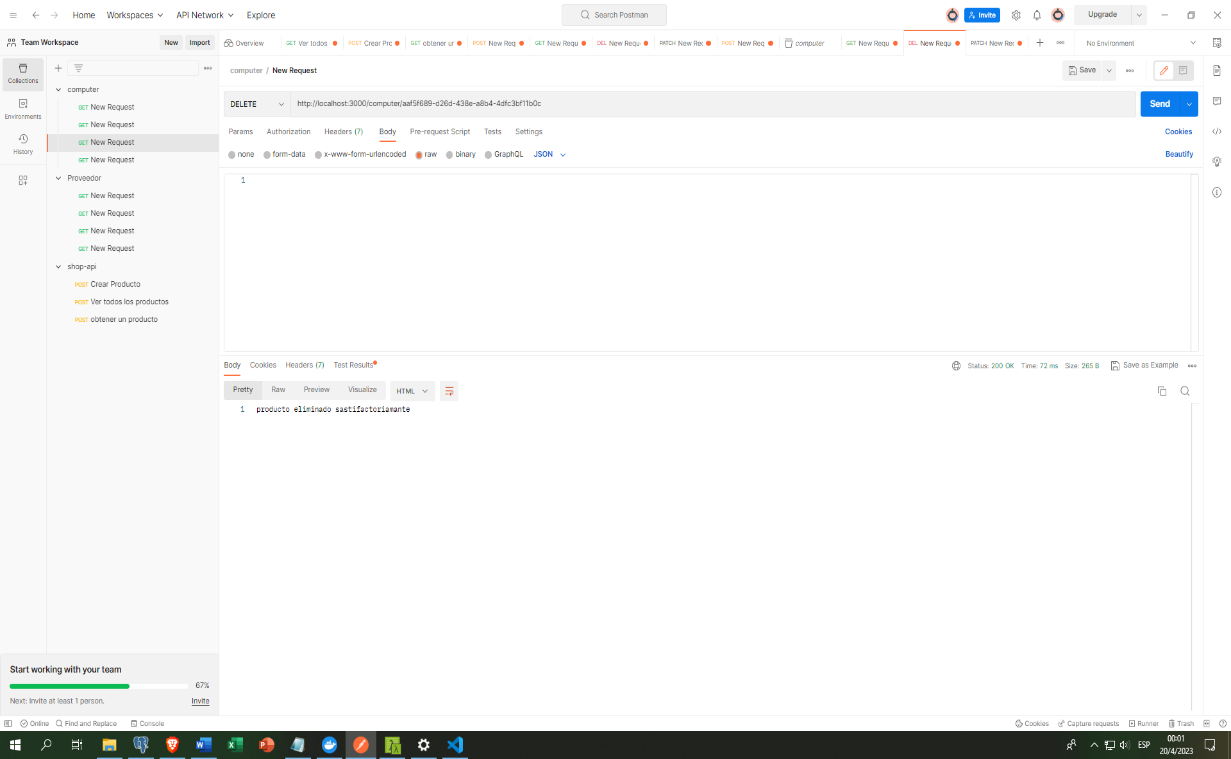 Home Workspaces API Network Explore Search Postman Invite Upgrade
Team Workspace New Import Overview GET Ver todos POST Crear Prc GET obtener ur POST New Req GET New Requ DEL New Requ PATCH New Rec POST New Req computer GET New Requ DEL New Requ PATCH New Rec No Environment
Collections
Environments
History
computer
GET New Request
GET New Request
GET New Request
GET New Request
Proveedor
GET New Request
GET New Request
GET New Request
GET New Request
shop-api
POST Crear Producto
POST Ver todos los productos
POST obtener un producto
computer / New Request Save
DELETE http://localhost:3000/computer/aaf5f689-d26d-438e-a8b4-4dfc3bf11b0c Send
Params Authorization Headers (7) Body Pre-request Script Tests Settings Cookies
none form-data x-www-form-urlencoded raw binary GraphQL JSON Beautify
1
Body Cookies Headers (7) Test Results Status: 200 OK Time: 72 ms Size: 265 B Save as Example
Pretty Raw Preview Visualize HTML
1 producto eliminado sastifactoriamante
Start working with your team
67%
Next: Invite at least 1 person. Invite
Online Find and Replace Console Cookies Capture requests Runner Trash
ESP 00:01
20/4/2023